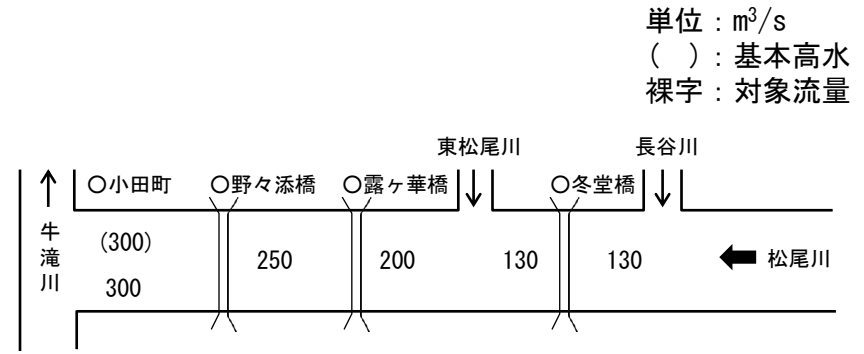 単位：m³/s
（　）：基本高水
裸字：対象流量
東松尾川
長谷川
○小田町
○野々添橋
○露ヶ華橋
○冬堂橋
牛滝川
(300)
300
250
200
130
130
松尾川